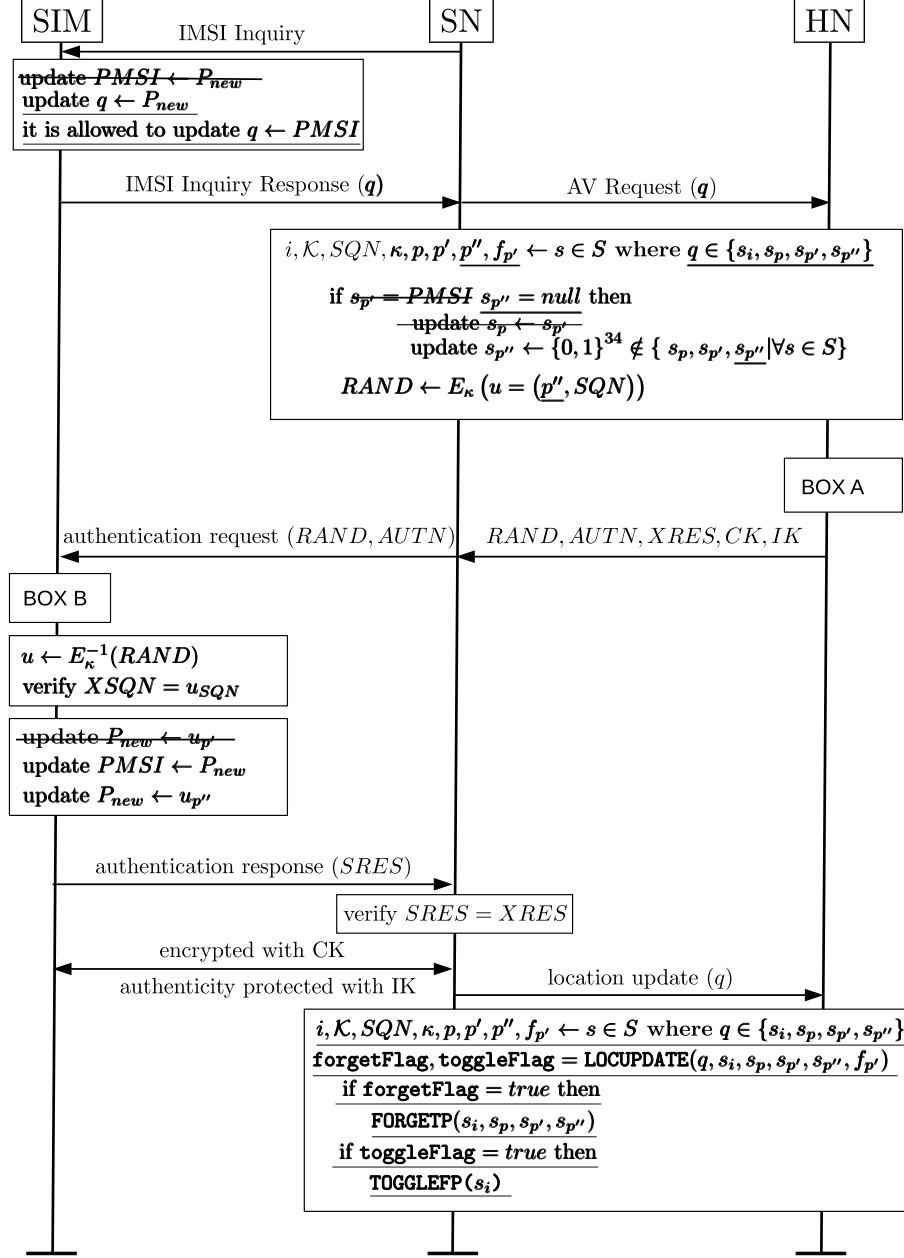 SIM
SN
HN
IMSI Inquiry
update PMSI ← P_new
update q ← P_new
it is allowed to update q ← PMSI
IMSI Inquiry Response (q)
AV Request (q)
i, 𝒦, SQN, κ, p, p′, p″, f_p′ ← s ∈ S where q ∈ {s_i, s_p, s_p′, s_p″}
if s_p′ = PMSI s_p″ = null then
update s_p ← s_p′
update s_p″ ← {0, 1}^34 ∉ { s_p, s_p′, s_p″|∀s ∈ S}
RAND ← E_κ (u = (p″, SQN))
BOX A
authentication request (RAND, AUTN)
RAND, AUTN, XRES, CK, IK
BOX B
u ← E_κ^−1(RAND)
verify XSQN = u_SQN
update P_new ← u_p′
update PMSI ← P_new
update P_new ← u_p″
authentication response (SRES)
verify SRES = XRES
encrypted with CK
authenticity protected with IK
location update (q)
i, 𝒦, SQN, κ, p, p′, p″, f_p′ ← s ∈ S where q ∈ {s_i, s_p, s_p′, s_p″}
forgetFlag, toggleFlag = LOCUPDATE(q, s_i, s_p, s_p′, s_p″, f_p′)
if forgetFlag = true then
FORGETP(s_i, s_p, s_p′, s_p″)
if toggleFlag = true then
TOGGLEFP(s_i)